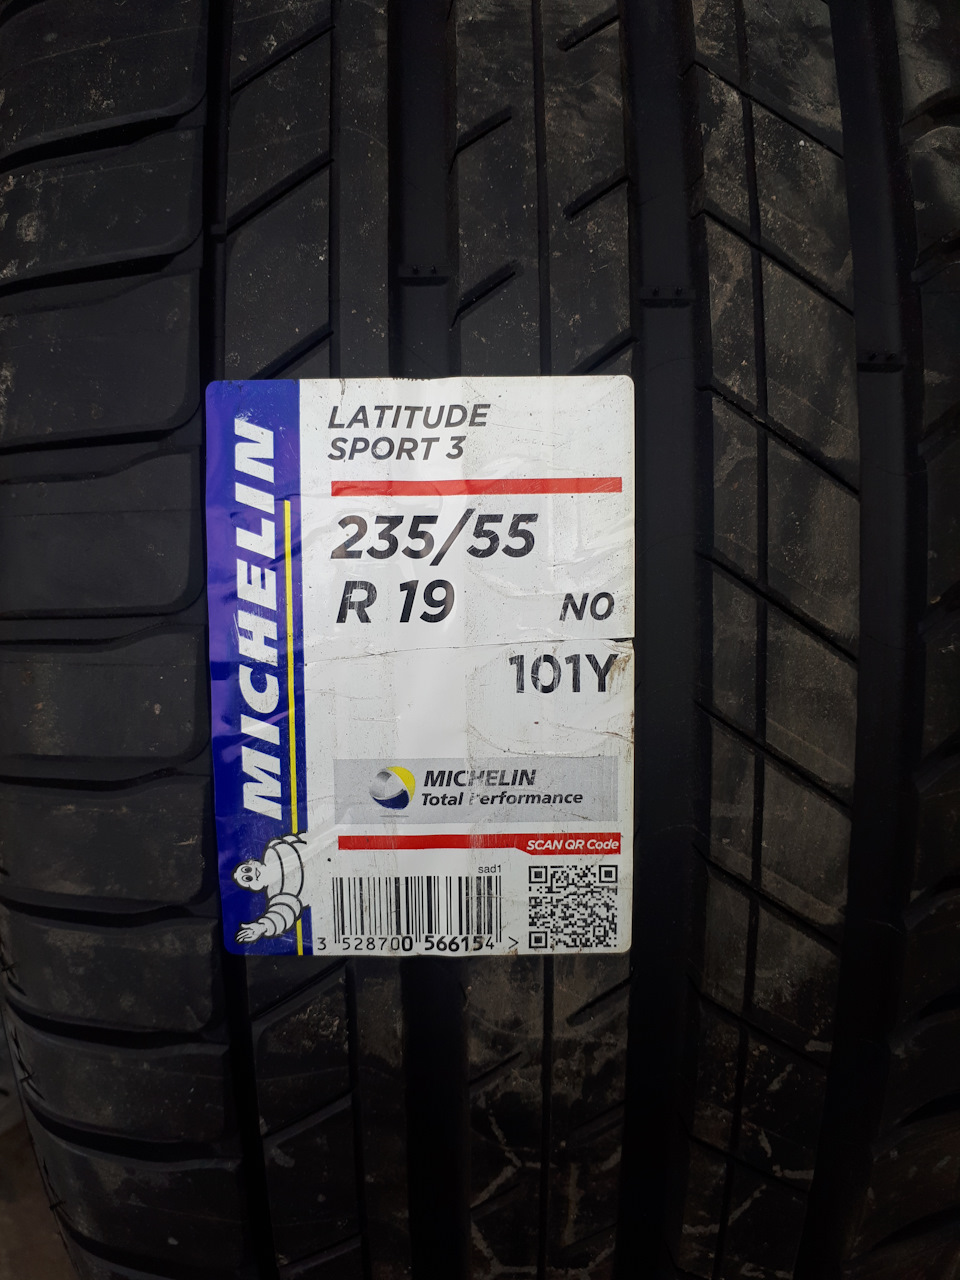 MICHELIN
LATITUDE
SPORT 3
235/55
R 19 NO
101Y
MICHELIN
Total Performance
SCAN QR Code
sad1
3 528700 566154 >